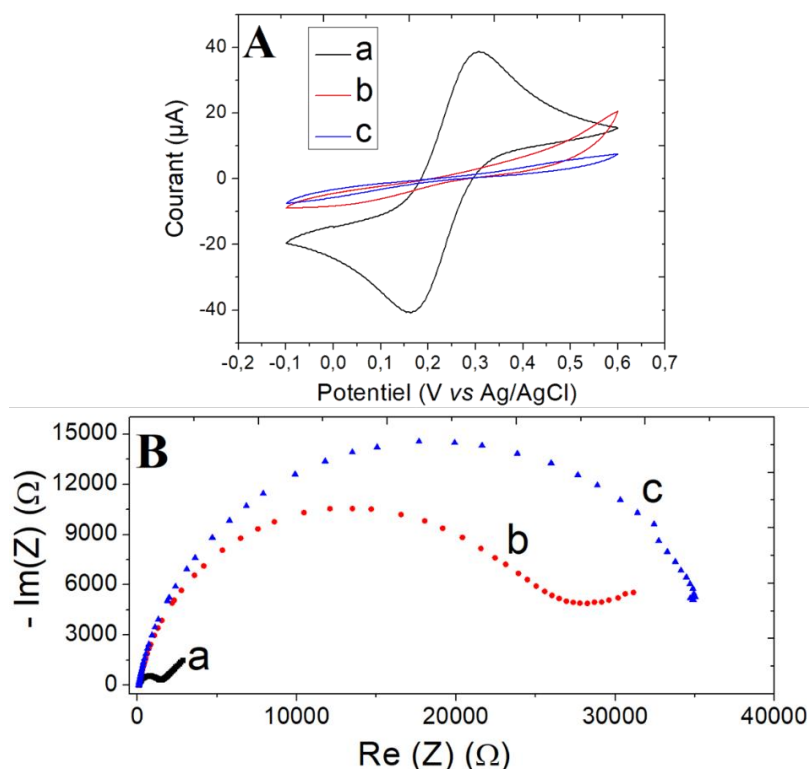 A
a
b
c
40
20
0
-20
-40
Courant (µA)
-0,2 -0,1 0,0 0,1 0,2 0,3 0,4 0,5 0,6 0,7
Potentiel (V vs Ag/AgCl)
B
15000
12000
9000
6000
3000
0
- Im(Z) (Ω)
a
b
c
0 10000 20000 30000 40000
Re (Z) (Ω)